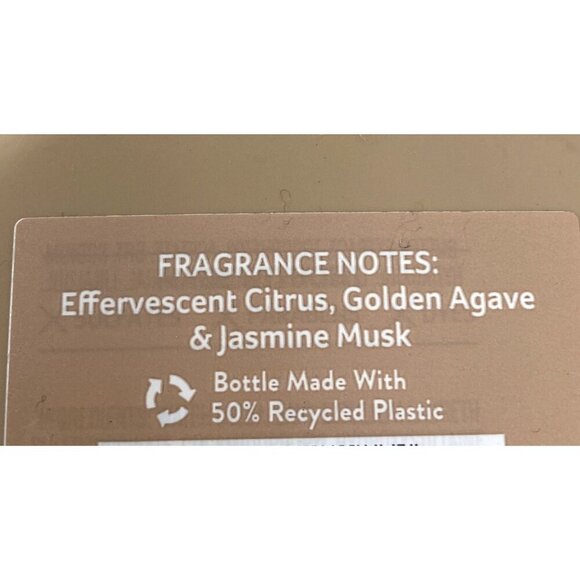 FRAGRANCE NOTES:
Effervescent Citrus, Golden Agave
& Jasmine Musk
Bottle Made With
50% Recycled Plastic